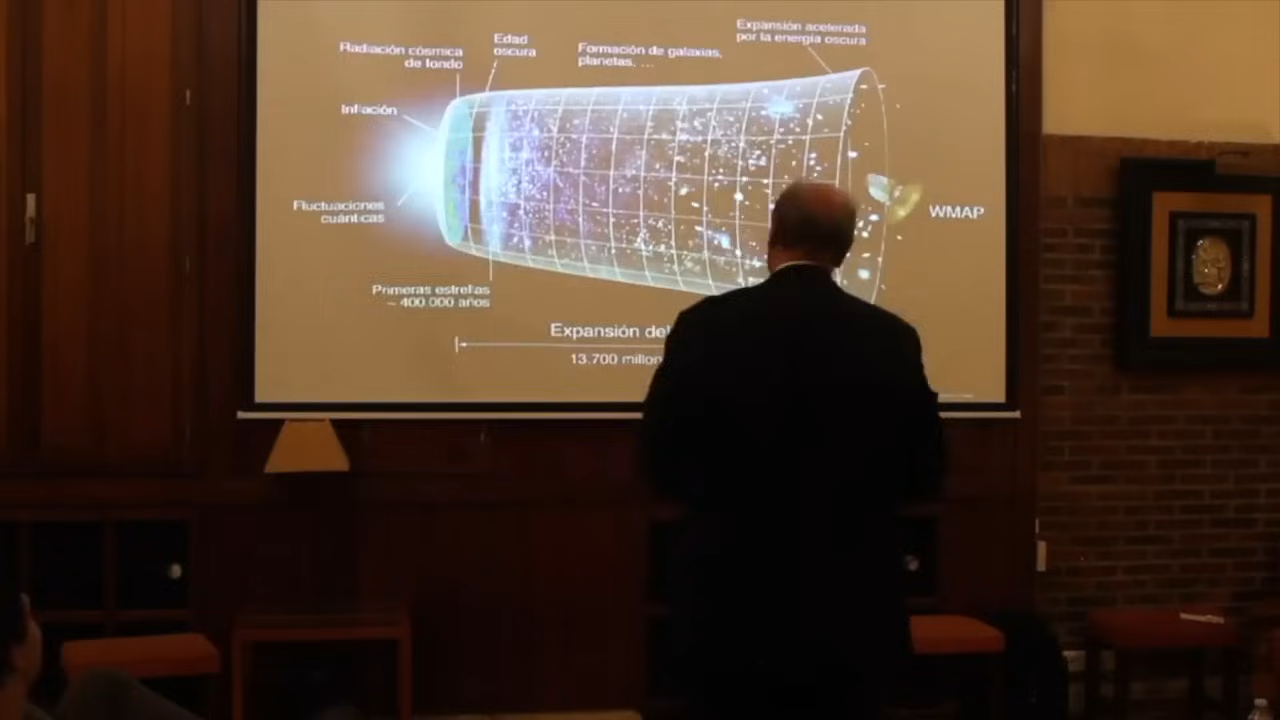 Expansión acelerada
por la energía oscura
Edad
oscura
Radiación cósmica
de fondo
Formación de galaxias,
planetas, ...
Inflación
Fluctuaciones
cuánticas
WMAP
Primeras estrellas
~ 400.000 años
Expansión del
13.700